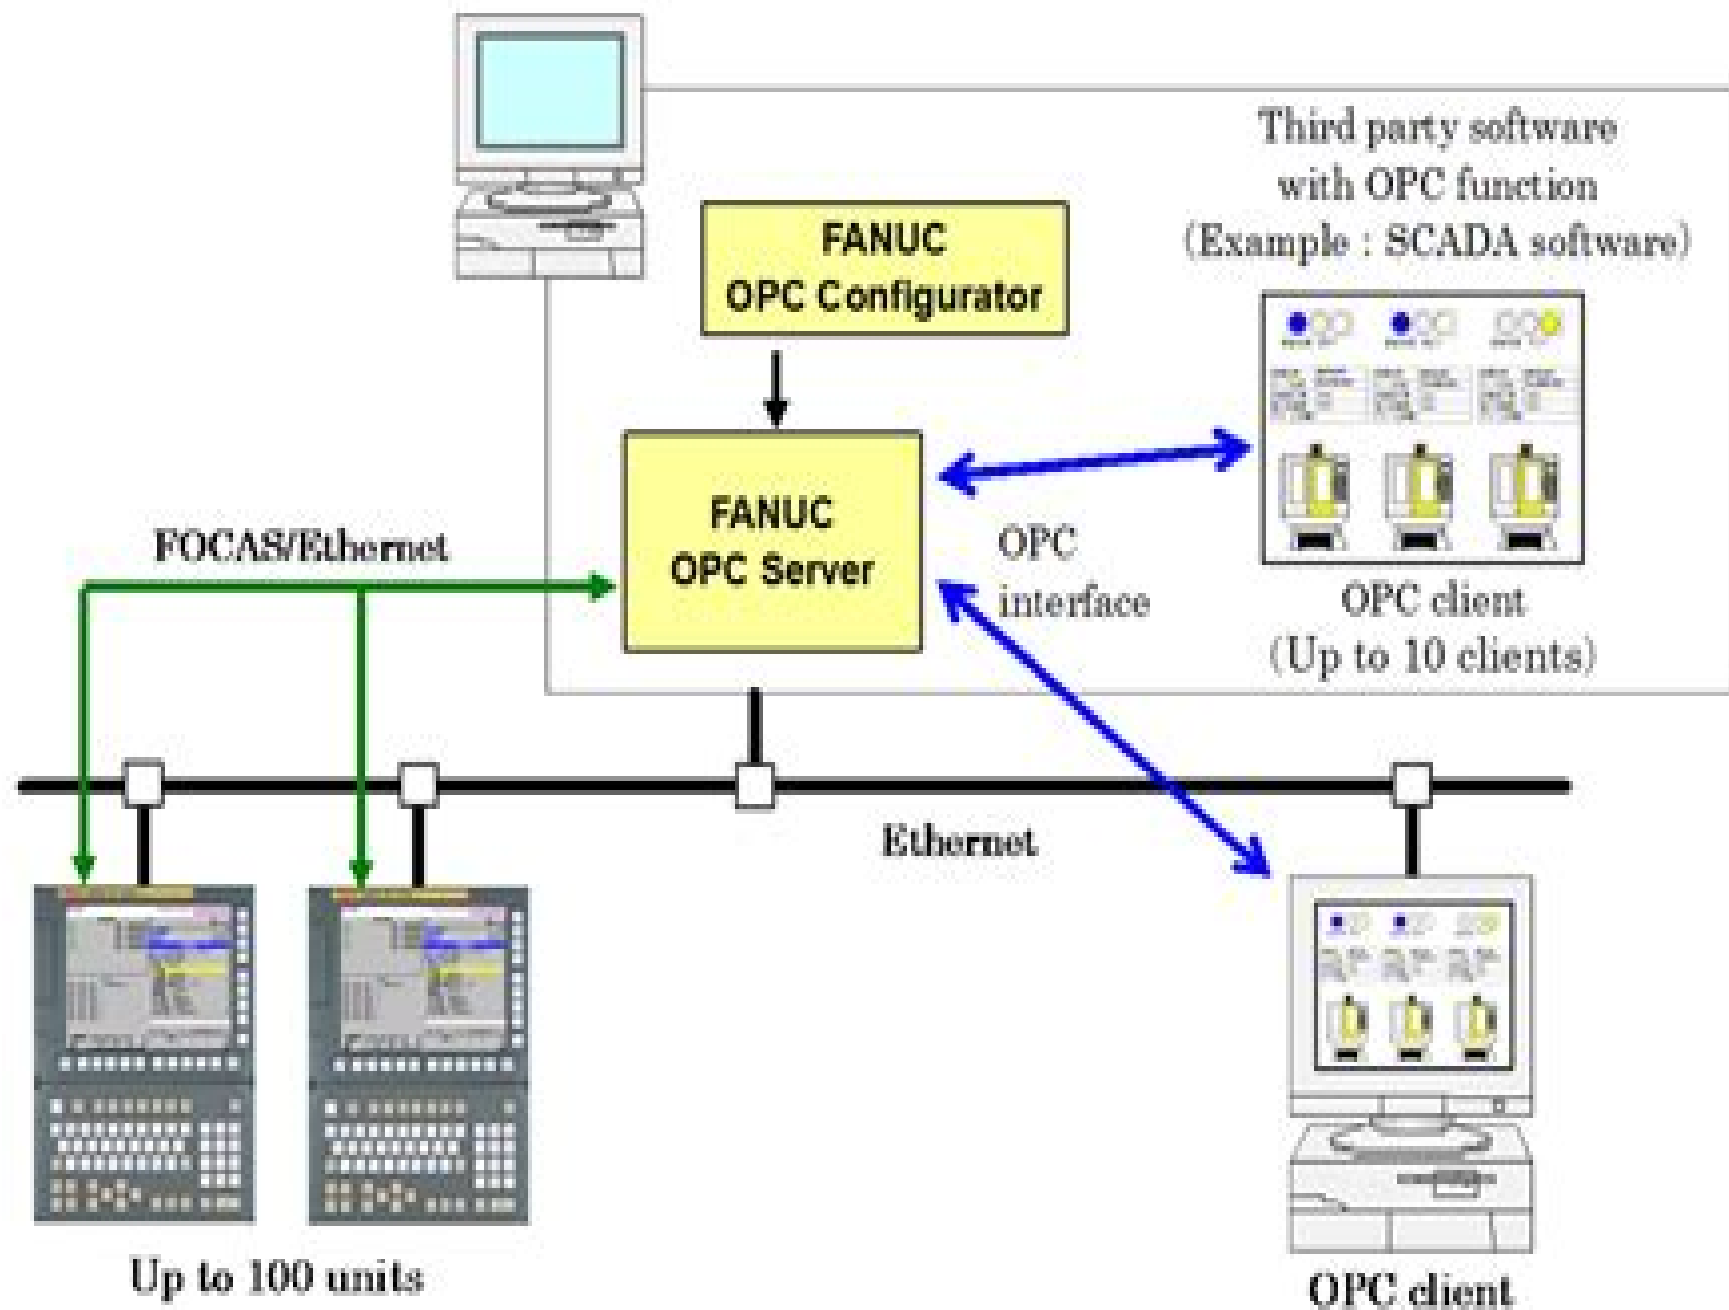 Third party software
with OPC function
(Example : SCADA software)
FANUC
OPC Configurator
FANUC
OPC Server
FOCAS/Ethernet
OPC
interface
OPC client
(Up to 10 clients)
Ethernet
Up to 100 units
OPC client